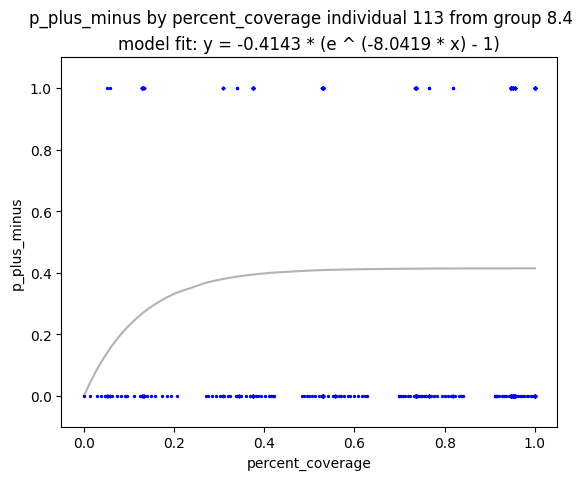 p_plus_minus by percent_coverage individual 113 from group 8.4
model fit: y = -0.4143 * (e ^ (-8.0419 * x) - 1)
1.0
0.8
0.6
0.4
0.2
0.0
p_plus_minus
0.0 0.2 0.4 0.6 0.8 1.0
percent_coverage